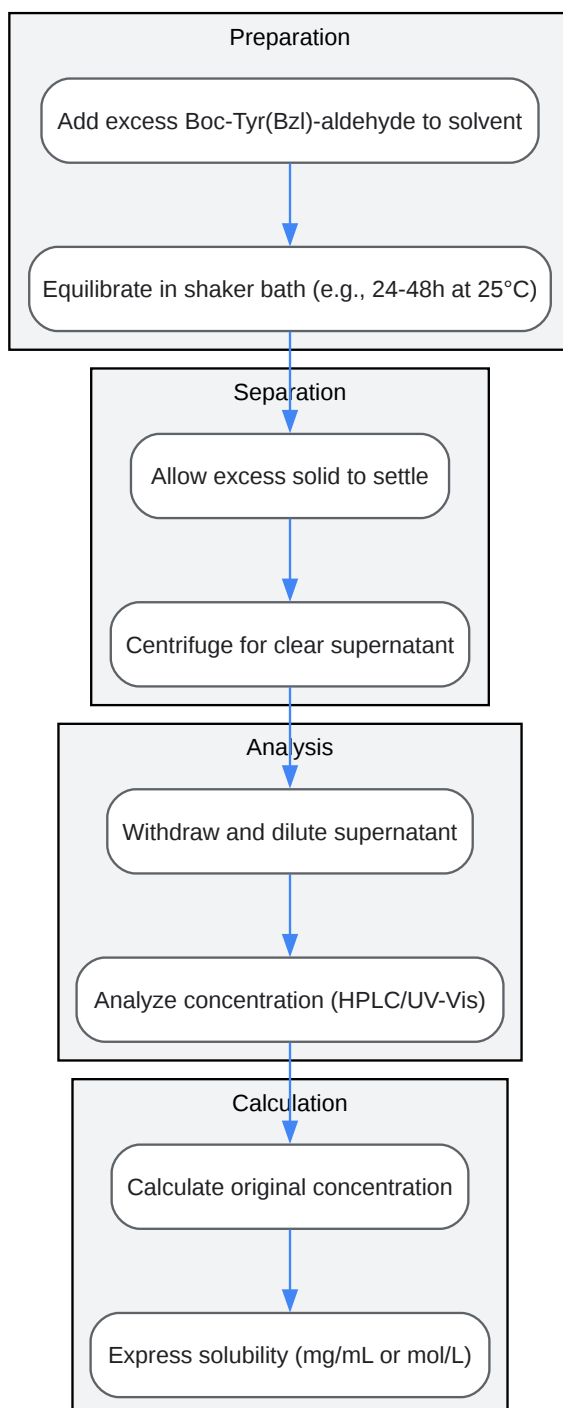 Preparation
Add excess Boc-Tyr(Bzl)-aldehyde to solvent
Equilibrate in shaker bath (e.g., 24-48h at 25°C)
Separation
Allow excess solid to settle
Centrifuge for clear supernatant
Analysis
Withdraw and dilute supernatant
Analyze concentration (HPLC/UV-Vis)
Calculation
Calculate original concentration
Express solubility (mg/mL or mol/L)